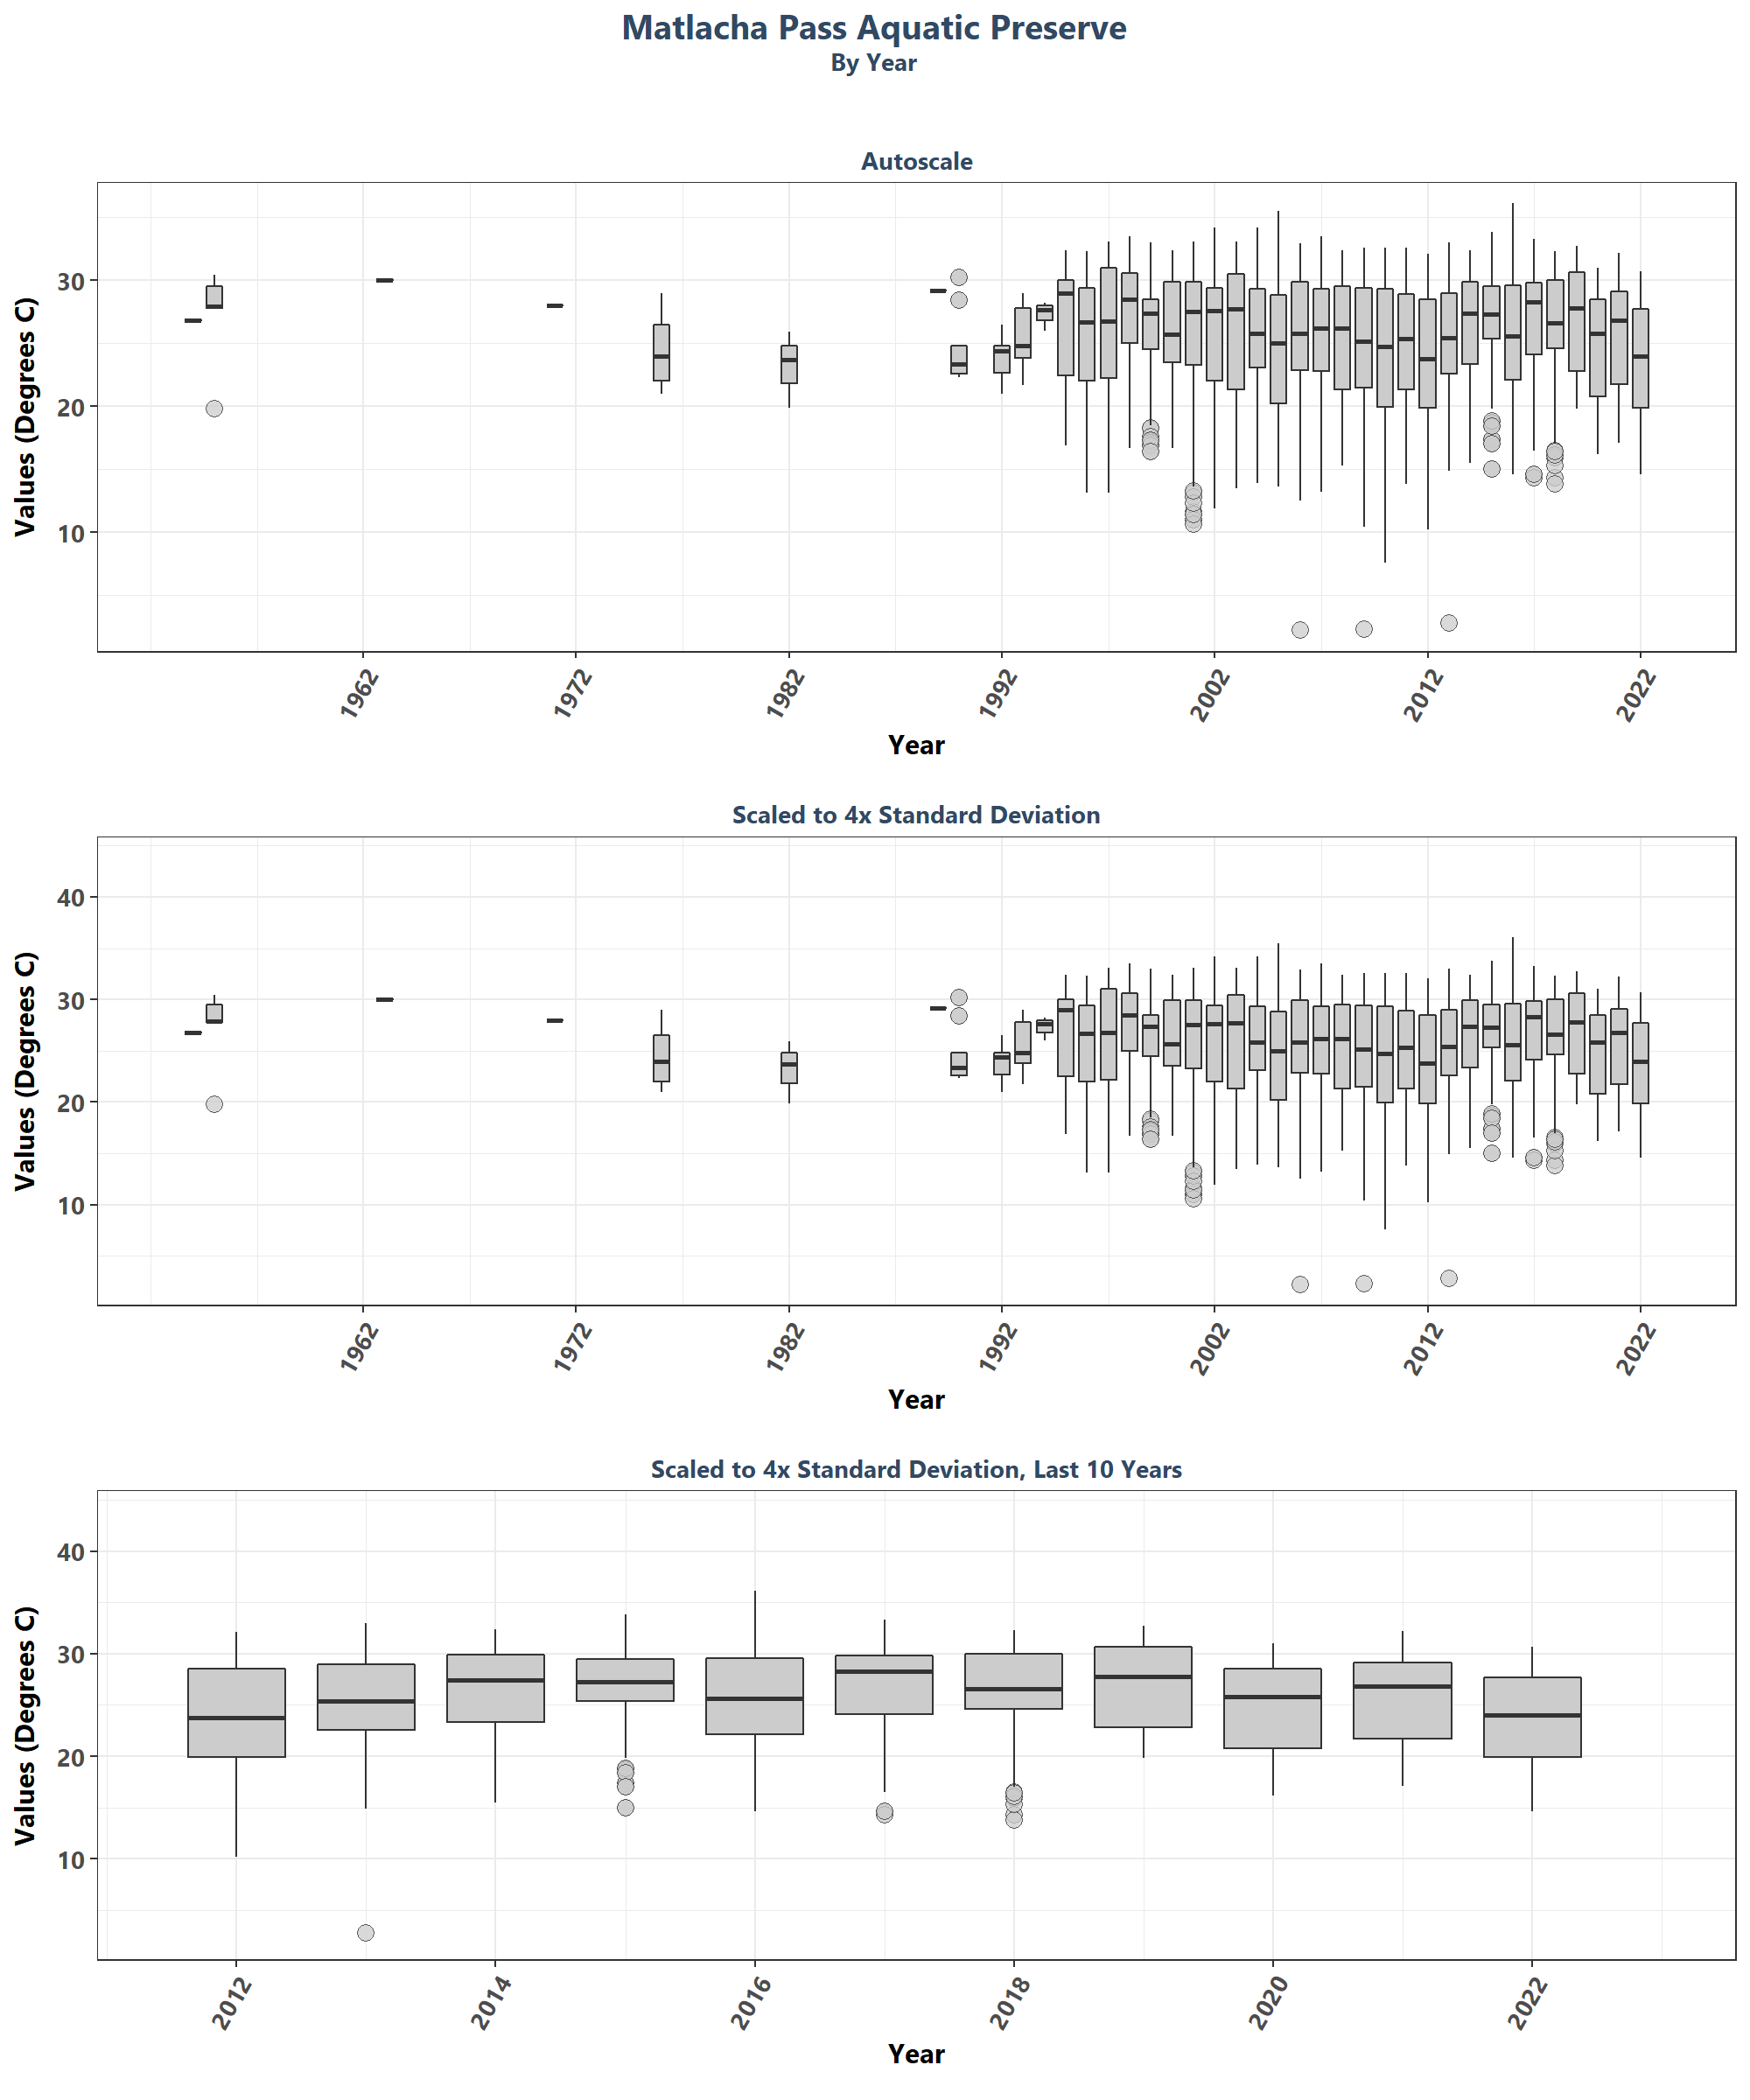 Matlacha Pass Aquatic Preserve
By Year
Autoscale
Values (Degrees C)
30
20
10
1962
1972
1982
1992
2002
2012
2022
Year
Scaled to 4x Standard Deviation
Values (Degrees C)
40
30
20
10
1962
1972
1982
1992
2002
2012
2022
Year
Scaled to 4x Standard Deviation, Last 10 Years
Values (Degrees C)
40
30
20
10
2012
2014
2016
2018
2020
2022
Year